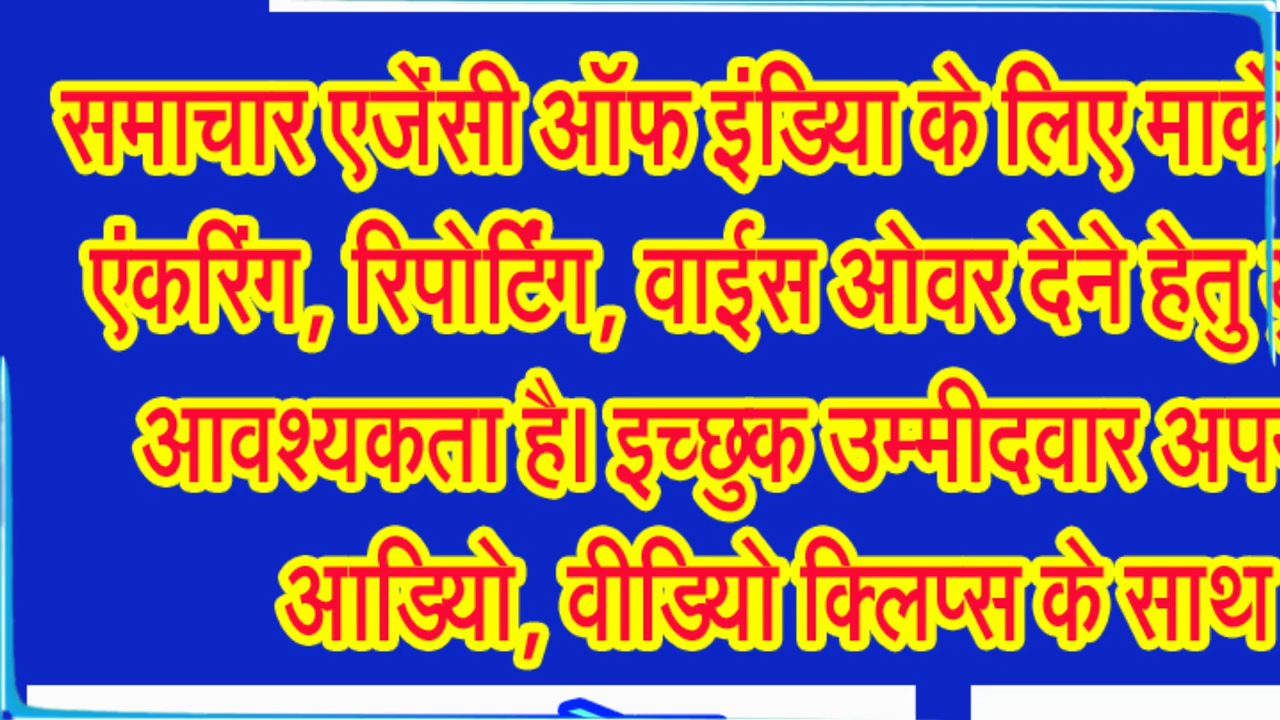 समाचार एजेंसी ऑफ इंडिया के लिए
एंकरिंग, रिपोर्टिंग, वाईस ओवर देने हेतु
आवश्यकता है। इच्छुक उम्मीदवार
आडियो, वीडियो क्लिप्स के साथ